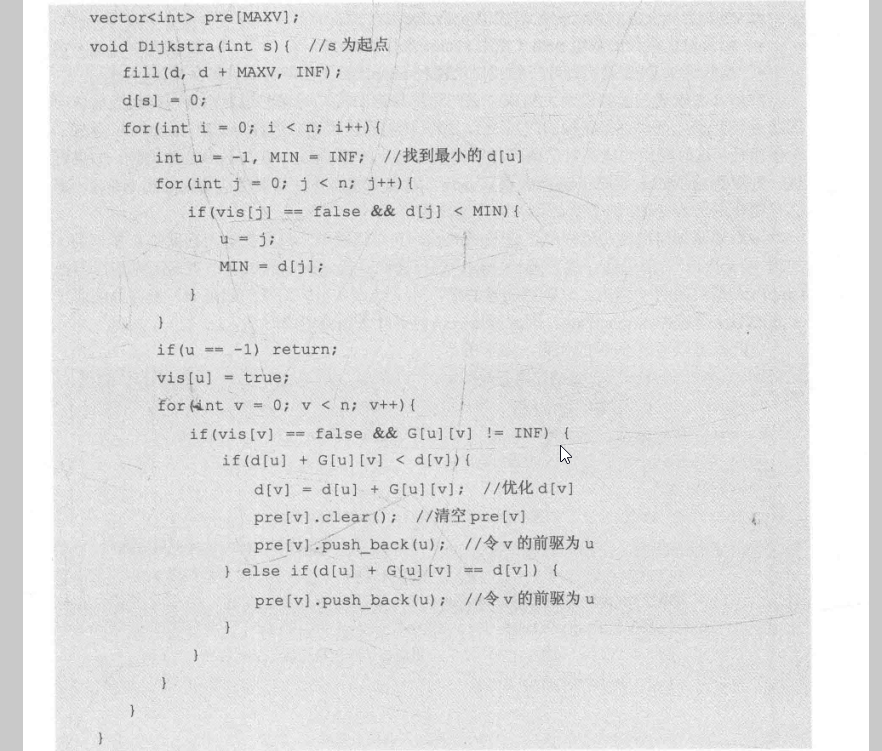 vector<int> pre[MAXV];
void Dijkstra(int s){  //s 为起点
    fill(d, d + MAXV, INF);
    d[s] = 0;
    for(int i = 0; i < n; i++){
        int u = -1, MIN = INF;  //找到最小的 d[u]
        for(int j = 0; j < n; j++){
            if(vis[j] == false && d[j] < MIN){
                u = j;
                MIN = d[j];
            }
        }
        if(u == -1) return;
        vis[u] = true;
        for(int v = 0; v < n; v++){
            if(vis[v] == false && G[u][v] != INF) {
                if(d[u] + G[u][v] < d[v]){
                    d[v] = d[u] + G[u][v];  //优化 d[v]
                    pre[v].clear();  //清空 pre[v]
                    pre[v].push_back(u);  //令 v 的前驱为 u
                } else if(d[u] + G[u][v] == d[v]) {
                    pre[v].push_back(u);  //令 v 的前驱为 u
                }
            }
        }
    }
}